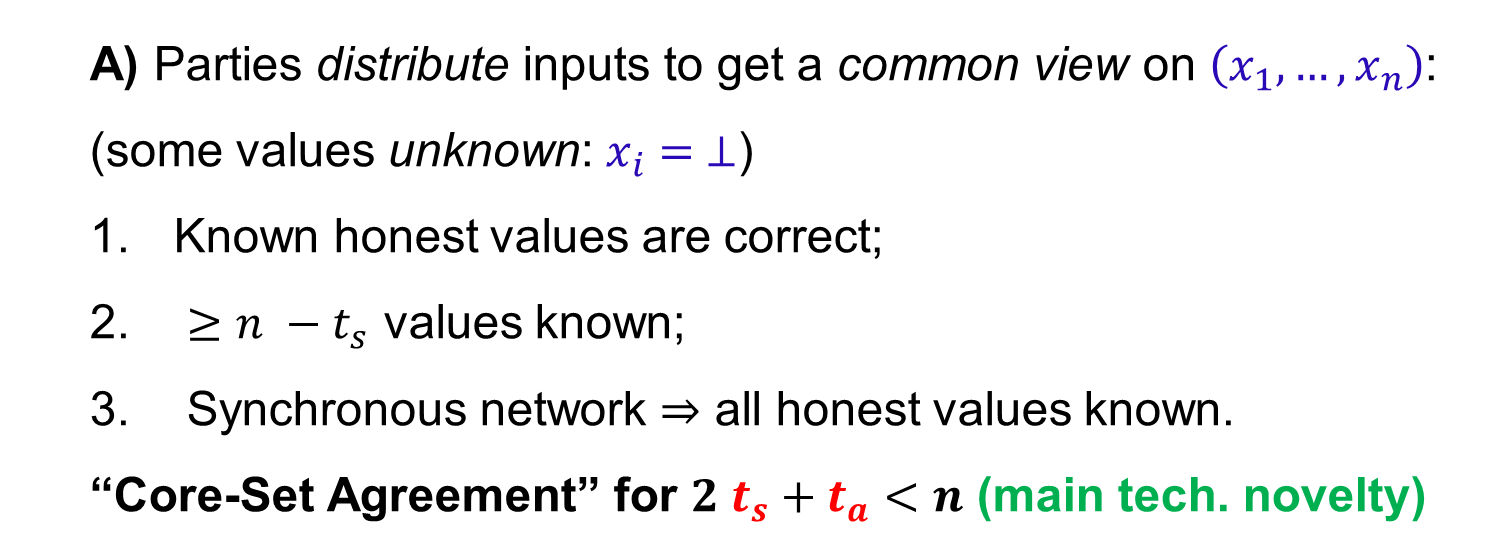 A) Parties distribute inputs to get a common view on (x₁, … , xₙ):
(some values unknown: xᵢ = ⊥)
1. Known honest values are correct;
2. ≥ n − tₛ values known;
3. Synchronous network ⇒ all honest values known.
“Core-Set Agreement” for 2 tₛ + tₐ < n (main tech. novelty)